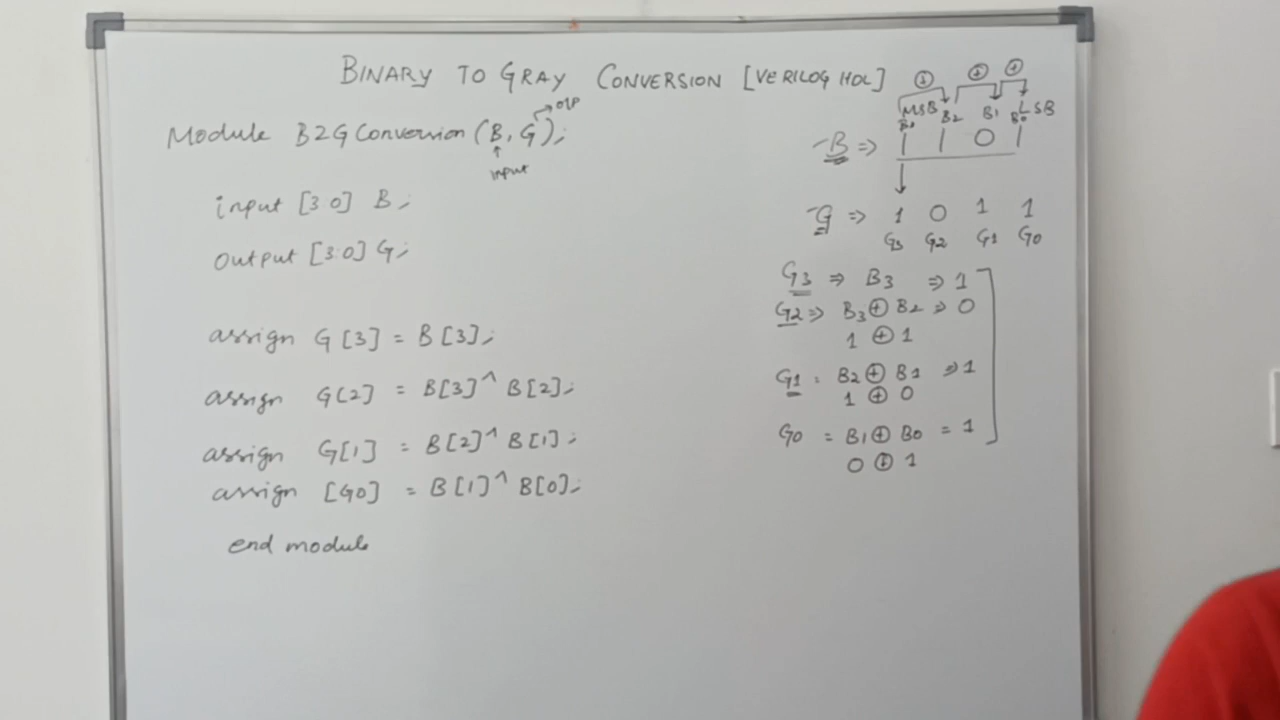 BINARY TO GRAY CONVERSION [VERILOG HDL]
Module B2G Conversion (B, G);
O/P
input
input [3:0] B;
output [3:0] G;
assign G[3] = B[3];
assign G[2] = B[3] ^ B[2];
assign G[1] = B[2] ^ B[1];
assign [G0] = B[1] ^ B[0];
end module
⊕ ⊕ ⊕
MSB LSB
B3 B2 B1 B0
B ⇒ 1 1 0 1
G ⇒ 1 0 1 1
G3 G2 G1 G0
G3 ⇒ B3 ⇒ 1
G2 ⇒ B3 ⊕ B2 ⇒ 0
1 ⊕ 1
G1 = B2 ⊕ B1 ⇒ 1
1 ⊕ 0
G0 = B1 ⊕ B0 = 1
0 ⊕ 1